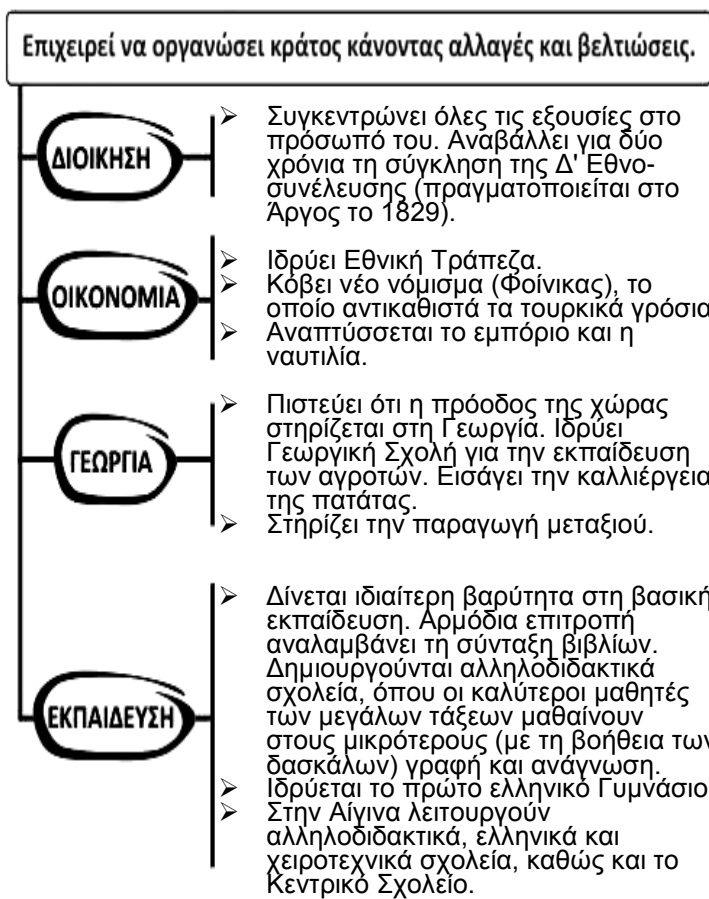 Επιχειρεί να οργανώσει κράτος κάνοντας αλλαγές και βελτιώσεις.
ΔΙΟΙΚΗΣΗ
➢ Συγκεντρώνει όλες τις εξουσίες στο
πρόσωπό του. Αναβάλλει για δύο
χρόνια τη σύγκληση της Δ' Εθνο-
συνέλευσης (πραγματοποιείται στο
Άργος το 1829).
ΟΙΚΟΝΟΜΙΑ
➢ Ιδρύει Εθνική Τράπεζα.
➢ Κόβει νέο νόμισμα (Φοίνικας), το
οποίο αντικαθιστά τα τουρκικά γρόσια
➢ Αναπτύσσεται το εμπόριο και η
ναυτιλία.
ΓΕΩΡΓΙΑ
➢ Πιστεύει ότι η πρόοδος της χώρας
στηρίζεται στη Γεωργία. Ιδρύει
Γεωργική Σχολή για την εκπαίδευση
των αγροτών. Εισάγει την καλλιέργεια
της πατάτας.
➢ Στηρίζει την παραγωγή μεταξιού.
ΕΚΠΑΙΔΕΥΣΗ
➢ Δίνεται ιδιαίτερη βαρύτητα στη βασική
εκπαίδευση. Αρμόδια επιτροπή
αναλαμβάνει τη σύνταξη βιβλίων.
Δημιουργούνται αλληλοδιδακτικά
σχολεία, όπου οι καλύτεροι μαθητές
των μεγάλων τάξεων μαθαίνουν
στους μικρότερους (με τη βοήθεια των
δασκάλων) γραφή και ανάγνωση.
➢ Ιδρύεται το πρώτο ελληνικό Γυμνάσιο
➢ Στην Αίγινα λειτουργούν
αλληλοδιδακτικά, ελληνικά και
χειροτεχνικά σχολεία, καθώς και το
Κεντρικό Σχολείο.